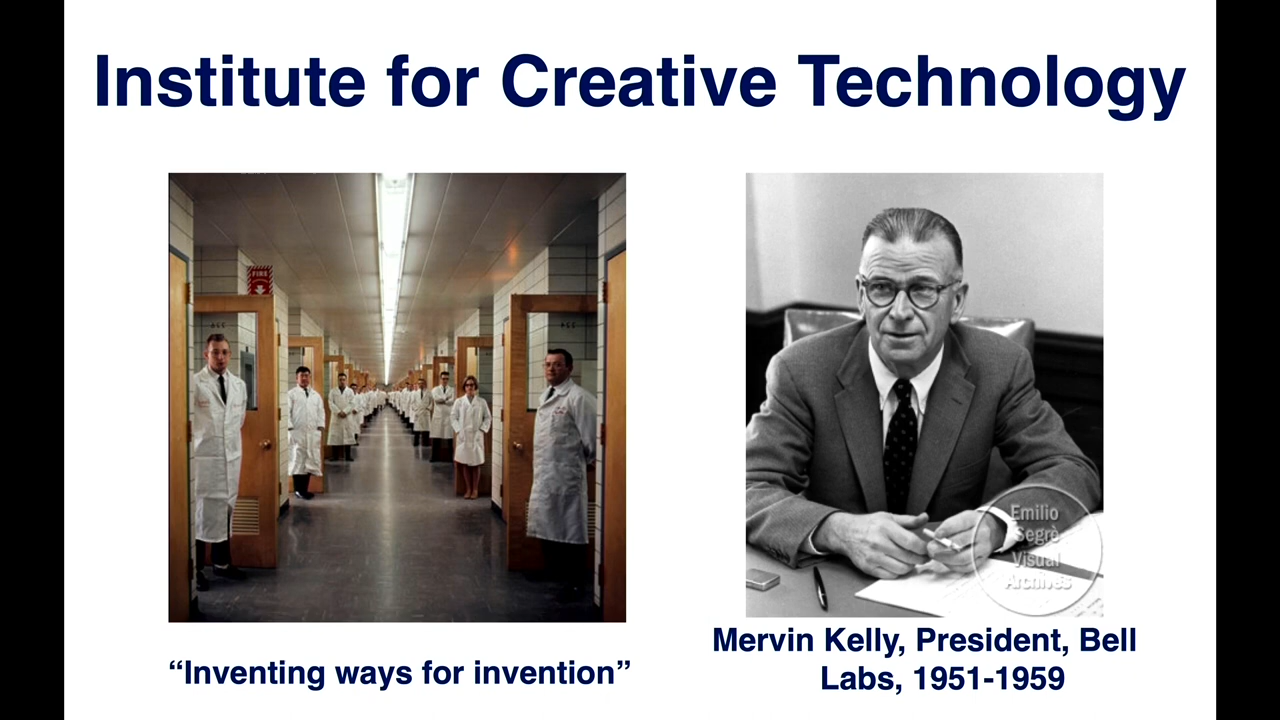 Institute for Creative Technology
FIRE
Emilio
Segrè
Visual
Archives
“Inventing ways for invention”
Mervin Kelly, President, Bell
Labs, 1951-1959